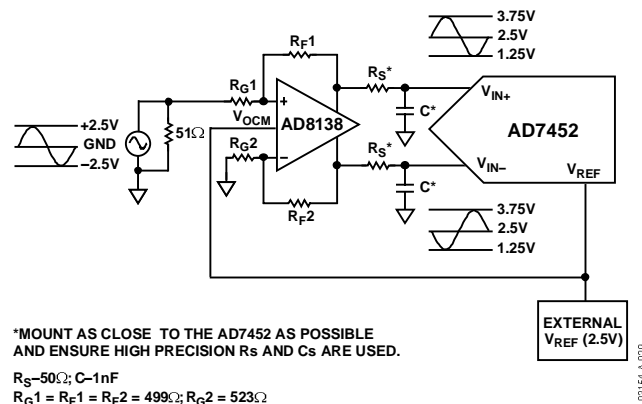 3.75V
2.5V
1.25V
RF1
RS*
RG1
+
VIN+
C*
VOCM
AD8138
AD7452
+2.5V
GND
–2.5V
51Ω
RG2
–
RS*
VIN–
VREF
C*
RF2
3.75V
2.5V
1.25V
EXTERNAL
VREF (2.5V)
*MOUNT AS CLOSE TO THE AD7452 AS POSSIBLE
AND ENSURE HIGH PRECISION Rs AND Cs ARE USED.
RS–50Ω; C–1nF
RG1 = RF1 = RF2 = 499Ω; RG2 = 523Ω